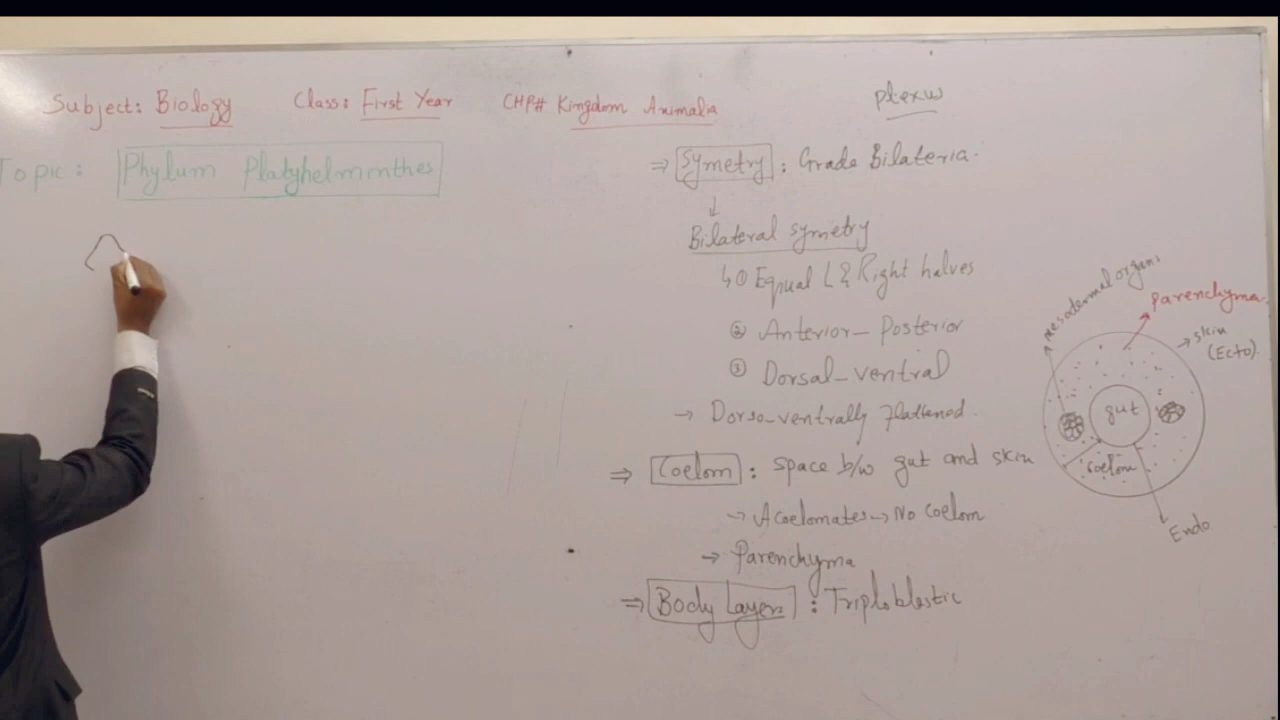 Subject: Biology Class: First Year CHP# Kingdom Animalia
plexus
Topic: Phylum Platyhelminthes
⇒ Symetry : Grade Bilateria.
↓
Bilateral symetry
↳ ① Equal L & Right halves
② Anterior - Posterior
③ Dorsal - ventral
→ Dorso-ventrally flattened.
⇒ Coelom : space b/w gut and skin
→ Acoelomates → No coelom
→ Parenchyma
⇒ Body Layers : Triploblastic
mesodermal organs
parenchyma
→ skin
(Ecto).
gut
coelom
Endo